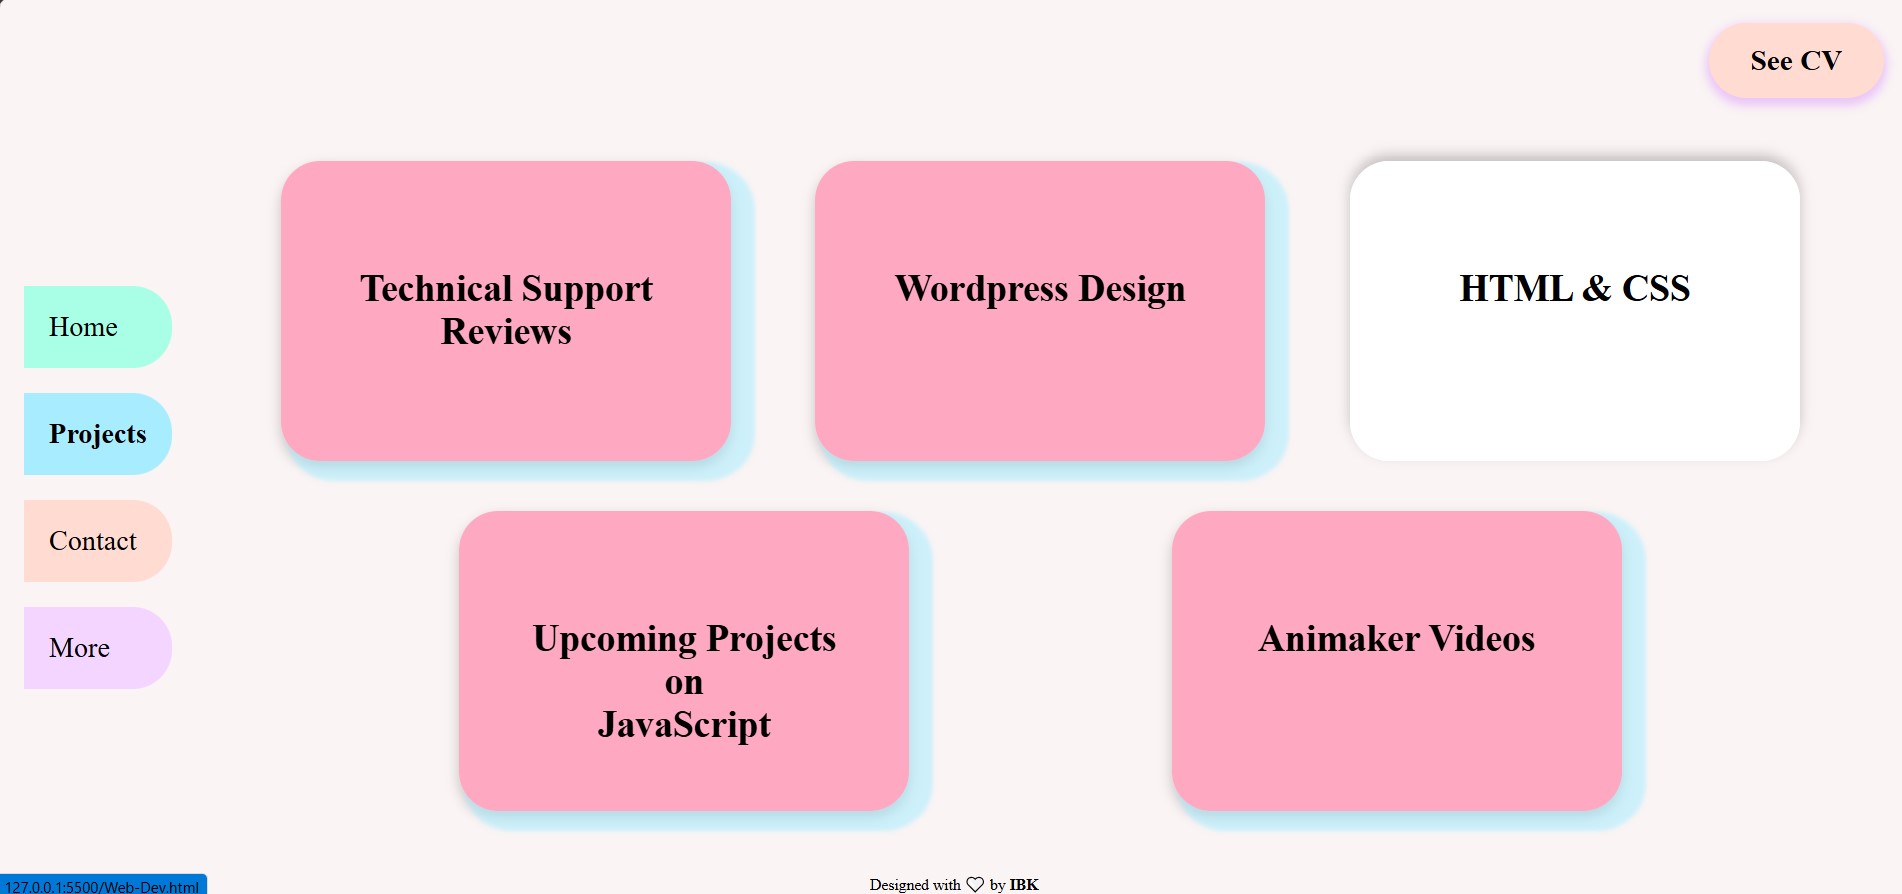 See CV
Technical Support
Reviews
Wordpress Design
HTML & CSS
Home
Projects
Contact
More
Upcoming Projects
on
JavaScript
Animaker Videos
127.0.0.1:5500/Web-Dev.html
Designed with ♡ by IBK